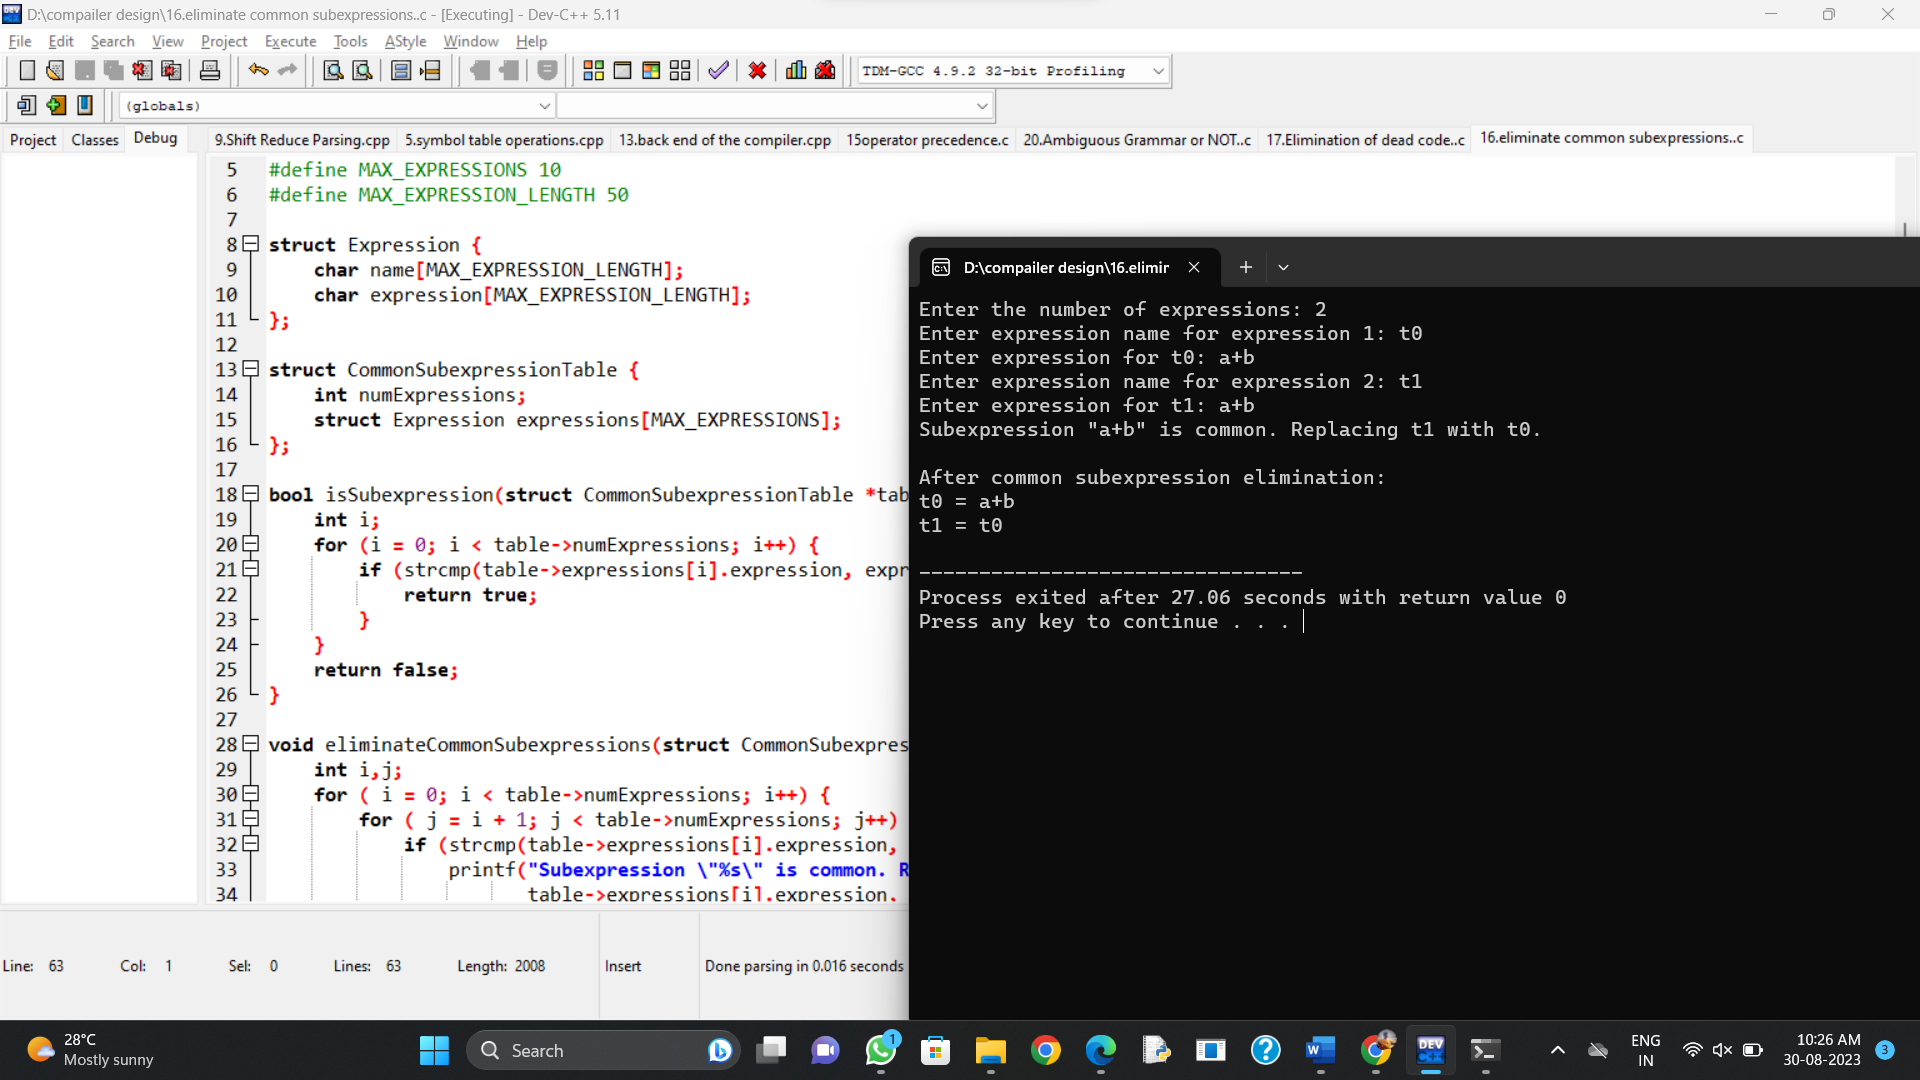 D:\compailer design\16.eliminate common subexpressions..c - [Executing] - Dev-C++ 5.11
File Edit Search View Project Execute Tools AStyle Window Help
TDM-GCC 4.9.2 32-bit Profiling
(globals)
Project Classes Debug
9.Shift Reduce Parsing.cpp 5.symbol table operations.cpp 13.back end of the compiler.cpp 15operator precedence.c 20.Ambiguous Grammar or NOT..c 17.Elimination of dead code..c 16.eliminate common subexpressions..c
5 #define MAX_EXPRESSIONS 10
6 #define MAX_EXPRESSION_LENGTH 50
7
8 struct Expression {
9 char name[MAX_EXPRESSION_LENGTH];
10 char expression[MAX_EXPRESSION_LENGTH];
11 };
12
13 struct CommonSubexpressionTable {
14 int numExpressions;
15 struct Expression expressions[MAX_EXPRESSIONS];
16 };
17
18 bool isSubexpression(struct CommonSubexpressionTable *tab
19 int i;
20 for (i = 0; i < table->numExpressions; i++) {
21 if (strcmp(table->expressions[i].expression, expr
22 return true;
23 }
24 }
25 return false;
26 }
27
28 void eliminateCommonSubexpressions(struct CommonSubexpres
29 int i,j;
30 for ( i = 0; i < table->numExpressions; i++) {
31 for ( j = i + 1; j < table->numExpressions; j++)
32 if (strcmp(table->expressions[i].expression,
33 printf("Subexpression \"%s\" is common. R
34 table->expressions[i].expression,
D:\compailer design\16.elimir
Enter the number of expressions: 2
Enter expression name for expression 1: t0
Enter expression for t0: a+b
Enter expression name for expression 2: t1
Enter expression for t1: a+b
Subexpression "a+b" is common. Replacing t1 with t0.
After common subexpression elimination:
t0 = a+b
t1 = t0
--------------------------------
Process exited after 27.06 seconds with return value 0
Press any key to continue . . .
Line: 63 Col: 1 Sel: 0 Lines: 63 Length: 2008 Insert Done parsing in 0.016 seconds
28°C
Mostly sunny
Search
1
W
DEV
C++
ENG
IN
10:26 AM
30-08-2023
3